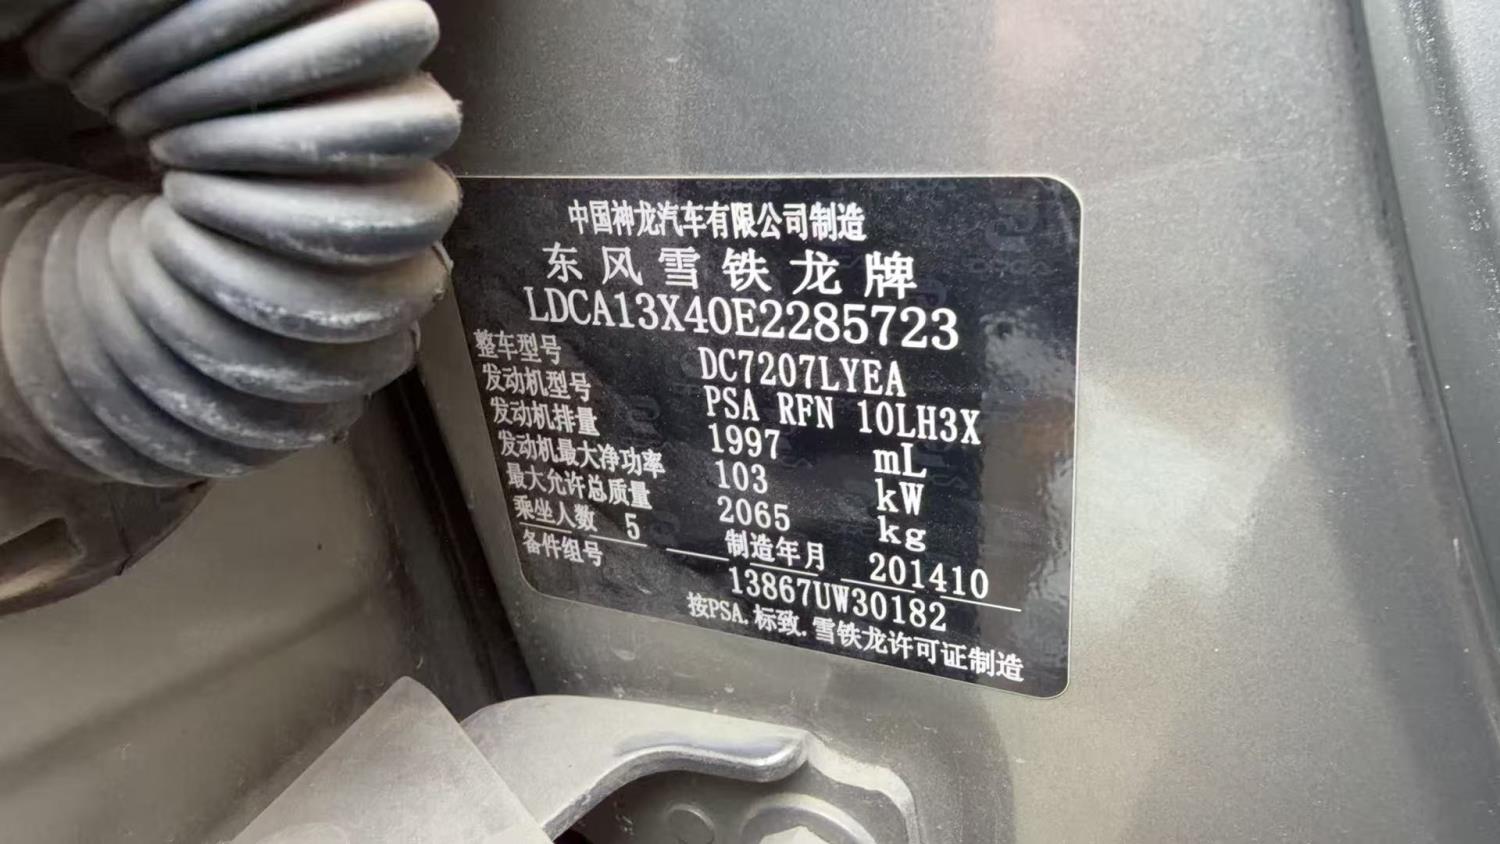 中国神龙汽车有限公司制造
东风雪铁龙牌
LDCA13X40E2285723
整车型号 DC7207LYEA
发动机型号 PSA RFN 10LH3X
发动机排量 1997 mL
发动机最大净功率 103 kW
最大允许总质量 2065 kg
乘坐人数 5 制造年月 201410
备件组号 13867UW30182
按PSA.标致.雪铁龙许可证制造